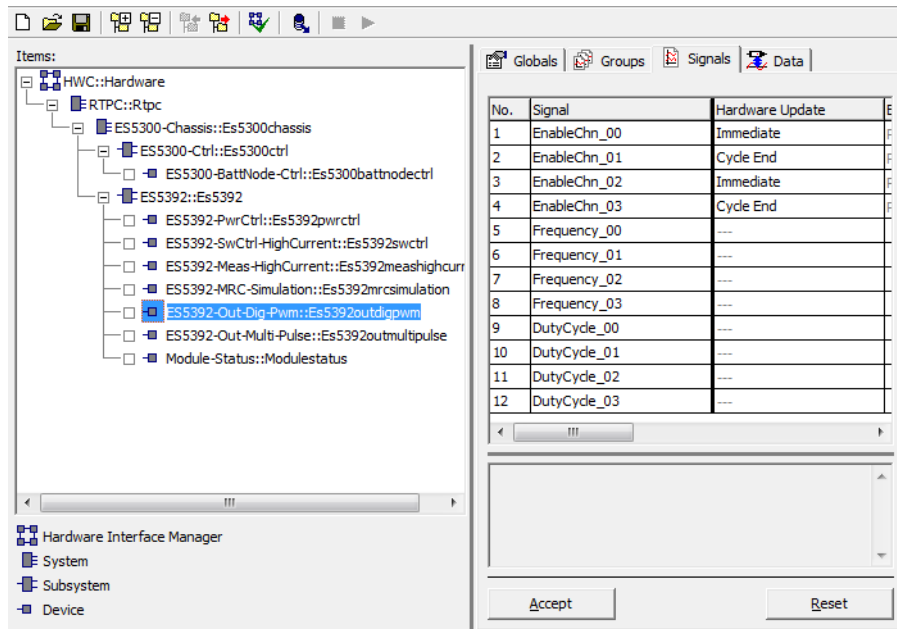 Items:
HWC::Hardware
RTPC::Rtpc
ES5300-Chassis::Es5300chassis
ES5300-Ctrl::Es5300ctrl
ES5300-BattNode-Ctrl::Es5300battnodectrl
ES5392::Es5392
ES5392-PwrCtrl::Es5392pwrctrl
ES5392-SwCtrl-HighCurrent::Es5392swctrl
ES5392-Meas-HighCurrent::Es5392meashighcurr
ES5392-MRC-Simulation::Es5392mrcsimulation
ES5392-Out-Dig-Pwm::Es5392outdigpwm
ES5392-Out-Multi-Pulse::Es5392outmultipulse
Module-Status::Modulestatus
Hardware Interface Manager
System
Subsystem
Device
Globals Groups Signals Data
No. Signal Hardware Update E
1 EnableChn_00 Immediate
2 EnableChn_01 Cycle End
3 EnableChn_02 Immediate
4 EnableChn_03 Cycle End
5 Frequency_00 ---
6 Frequency_01 ---
7 Frequency_02 ---
8 Frequency_03 ---
9 DutyCycle_00 ---
10 DutyCycle_01 ---
11 DutyCycle_02 ---
12 DutyCycle_03 ---
Accept Reset